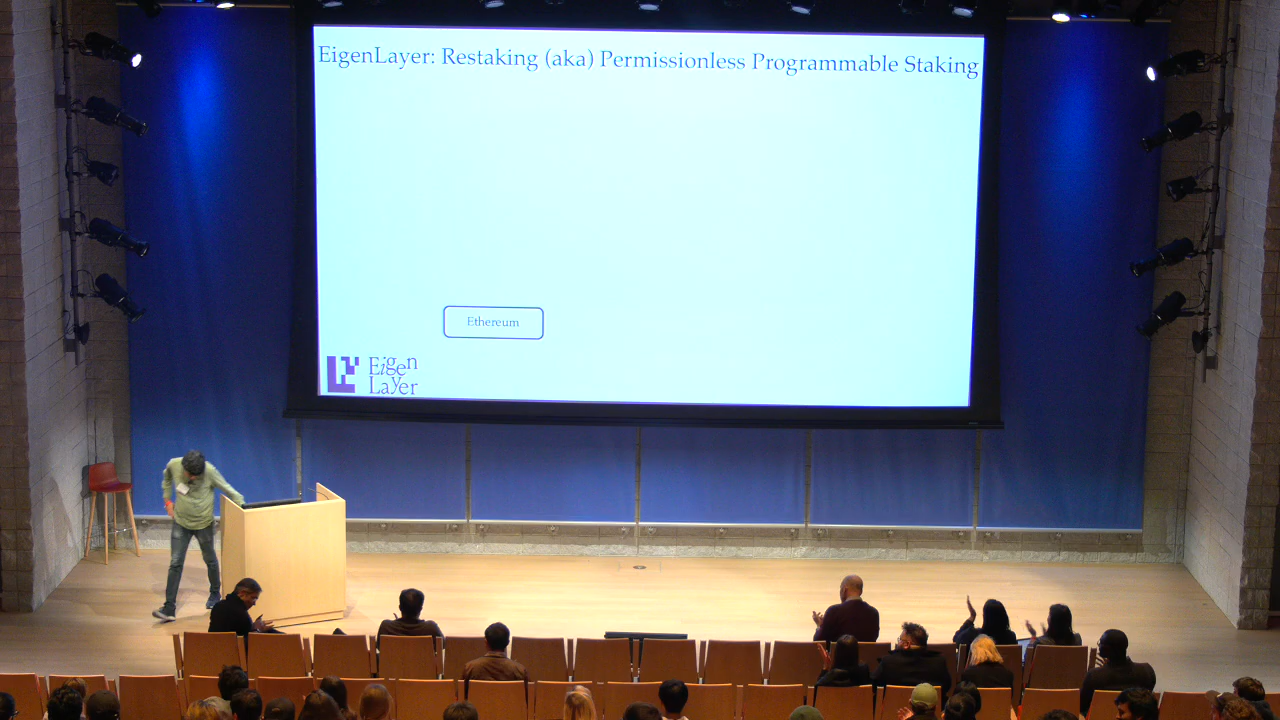 EigenLayer: Restaking (aka) Permissionless Programmable Staking
Ethereum
Eigen
Layer